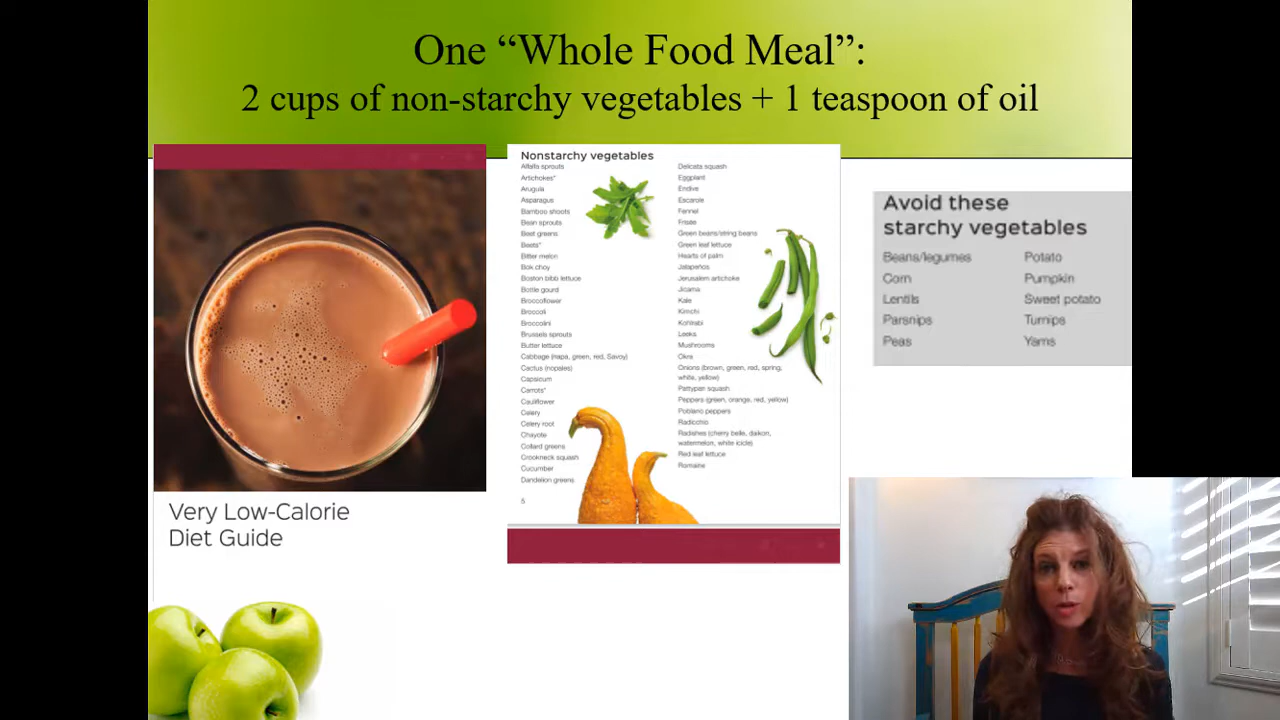 One “Whole Food Meal”:
2 cups of non-starchy vegetables + 1 teaspoon of oil
Very Low-Calorie
Diet Guide
Nonstarchy vegetables
Alfalfa sprouts
Artichokes*
Arugula
Asparagus
Bamboo shoots
Bean sprouts
Beet greens
Beets*
Bitter melon
Bok choy
Boston bibb lettuce
Bottle gourd
Broccoflower
Broccoli
Broccolini
Brussels sprouts
Butter lettuce
Cabbage (napa, green, red, Savoy)
Cactus (nopales)
Capsicum
Carrots*
Cauliflower
Celery
Celery root
Chayote
Collard greens
Crookneck squash
Cucumber
Dandelion greens
Delicata squash
Eggplant
Endive
Escarole
Fennel
Frisée
Green beans/string beans
Green leaf lettuce
Hearts of palm
Jalapeños
Jerusalem artichoke
Jicama
Kale
Kimchi
Kohlrabi
Leeks
Mushrooms
Okra
Onions (brown, green, red, spring,
white, yellow)
Pattypan squash
Peppers (green, orange, red, yellow)
Poblano peppers
Radicchio
Radishes (cherry belle, daikon,
watermelon, white icicle)
Red leaf lettuce
Romaine
Avoid these
starchy vegetables
Beans/legumes
Corn
Lentils
Parsnips
Peas
Potato
Pumpkin
Sweet potato
Turnips
Yams